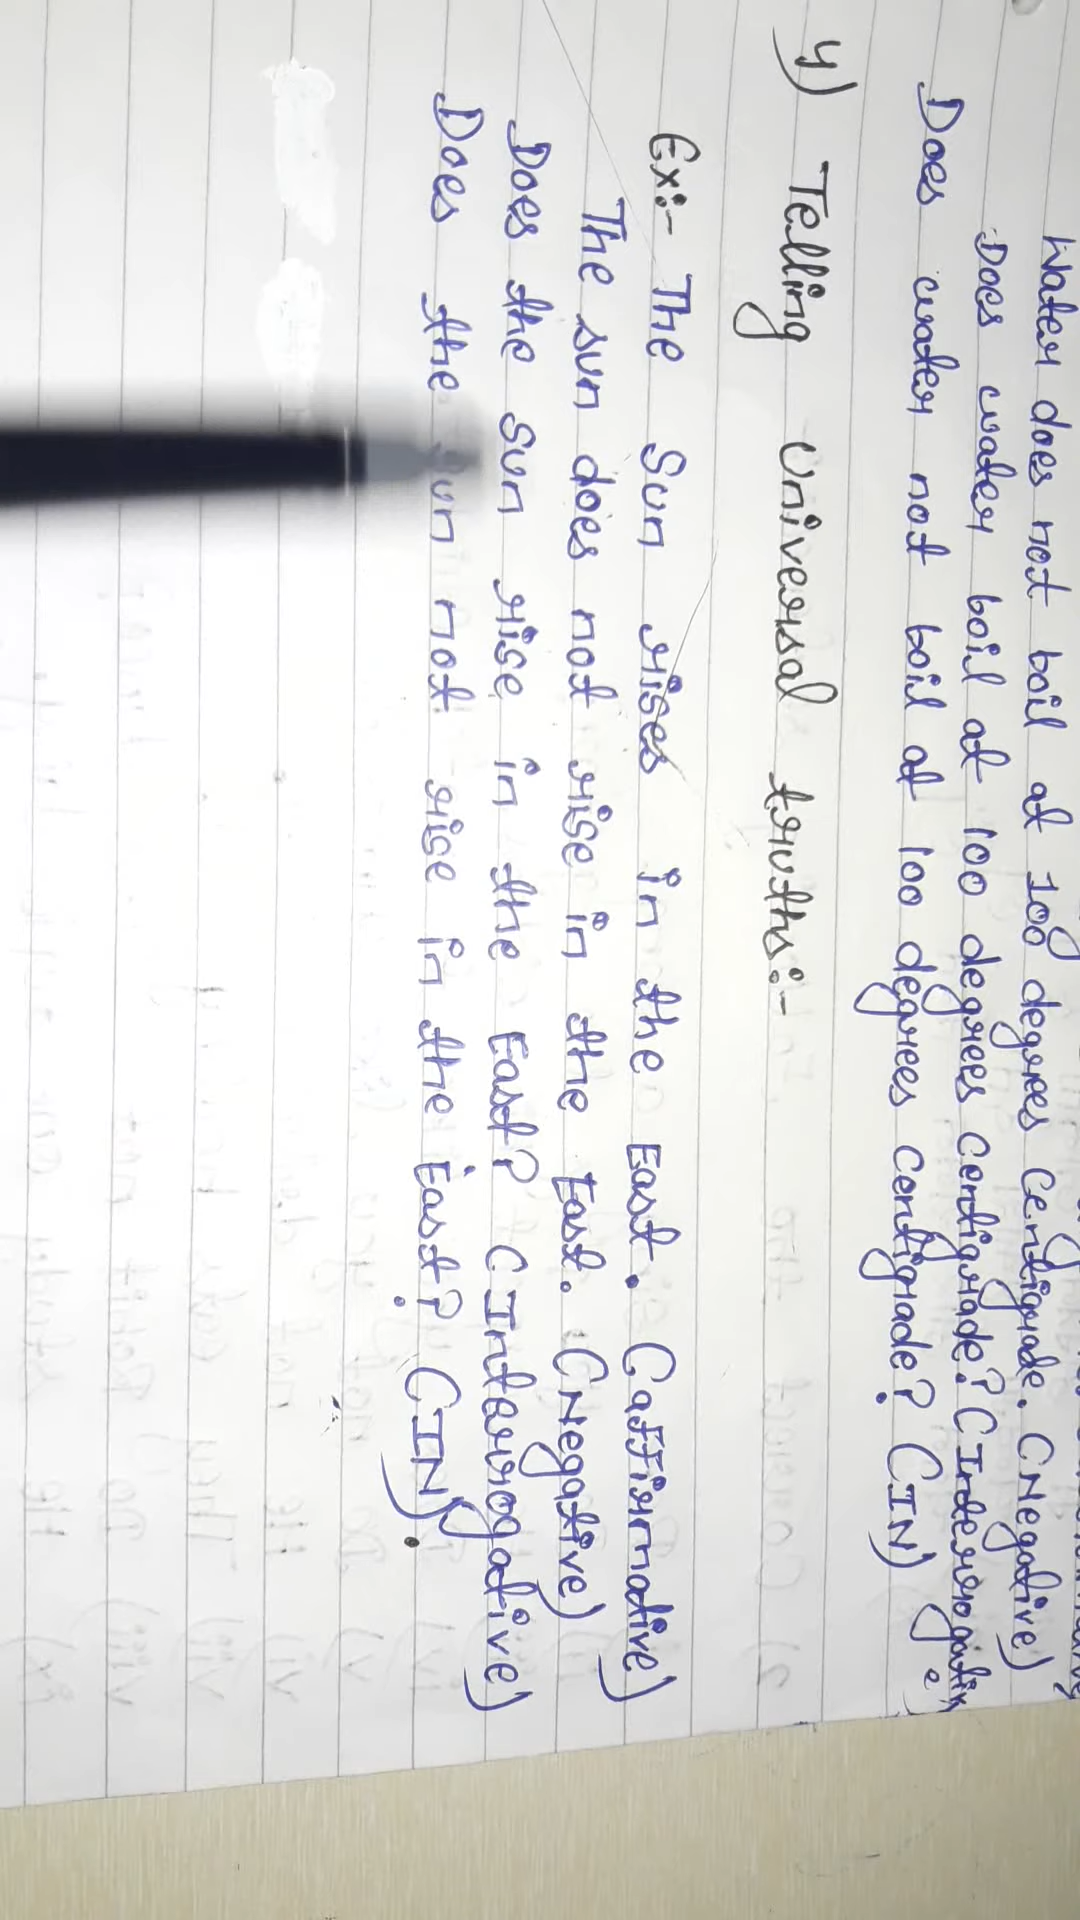 Water does not boil at 100 degrees centigrade. (Negative)
Does water boil at 100 degrees centigrade? (Interrogative)
Does water not boil at 100 degrees centigrade? (IN)
4) Telling universal truths:-
Ex:- The Sun rises in the East. (affirmative)
The sun does not rise in the East. (Negative)
Does the sun rise in the East? (Interrogative)
Does the sun not rise in the East? (IN).